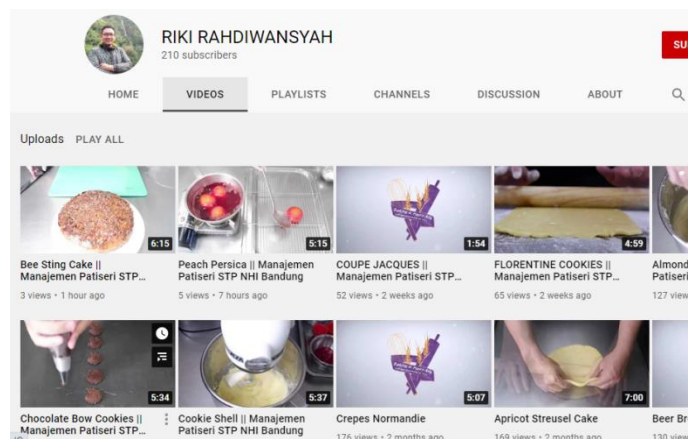 RIKI RAHDIWANSYAH
210 subscribers
SU
HOME VIDEOS PLAYLISTS CHANNELS DISCUSSION ABOUT
Uploads PLAY ALL
6:15 5:15 1:54 4:59
Bee Sting Cake || Peach Persica || Manajemen COUPE JACQUES || FLORENTINE COOKIES || Almond
Manajemen Patiseri STP... Patiseri STP NHI Bandung Manajemen Patiseri STP... Manajemen Patiseri STP... Patiseri
3 views • 1 hour ago 5 views • 7 hours ago 52 views • 2 weeks ago 65 views • 2 weeks ago 127 view
5:34 5:37 5:07 7:00
Chocolate Bow Cookies || Cookie Shell || Manajemen Crepes Normandie Apricot Streusel Cake Beer Br
Manajemen Patiseri STP... Patiseri STP NHI Bandung 176 views • 2 months ago 169 views • 2 months ago 130 view